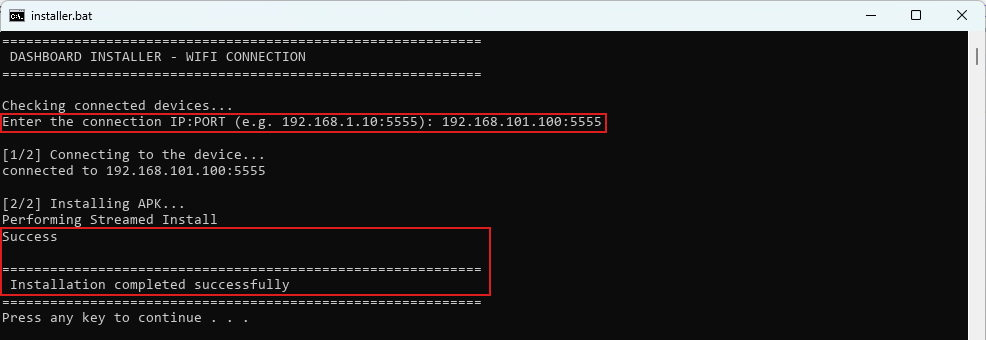 installer.bat
============================================================
DASHBOARD INSTALLER - WIFI CONNECTION
============================================================
Checking connected devices...
Enter the connection IP:PORT (e.g. 192.168.1.10:5555): 192.168.101.100:5555
[1/2] Connecting to the device...
connected to 192.168.101.100:5555
[2/2] Installing APK...
Performing Streamed Install
Success
============================================================
Installation completed successfully
============================================================
Press any key to continue . . .